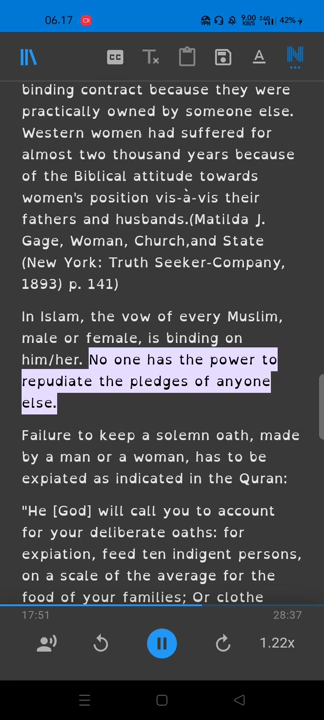 06.17
9.00
KB/S
42%
CC
binding contract because they were
practically owned by someone else.
Western women had suffered for
almost two thousand years because
of the Biblical attitude towards
women's position vis-à-vis their
fathers and husbands.(Matilda J.
Gage, Woman, Church,and State
(New York: Truth Seeker-Company,
1893) p. 141)
In Islam, the vow of every Muslim,
male or female, is binding on
him/her. No one has the power to
repudiate the pledges of anyone
else.
Failure to keep a solemn oath, made
by a man or a woman, has to be
expiated as indicated in the Quran:
"He [God] will call you to account
for your deliberate oaths: for
expiation, feed ten indigent persons,
on a scale of the average for the
food of your families; Or clothe
17:51
28:37
1.22x